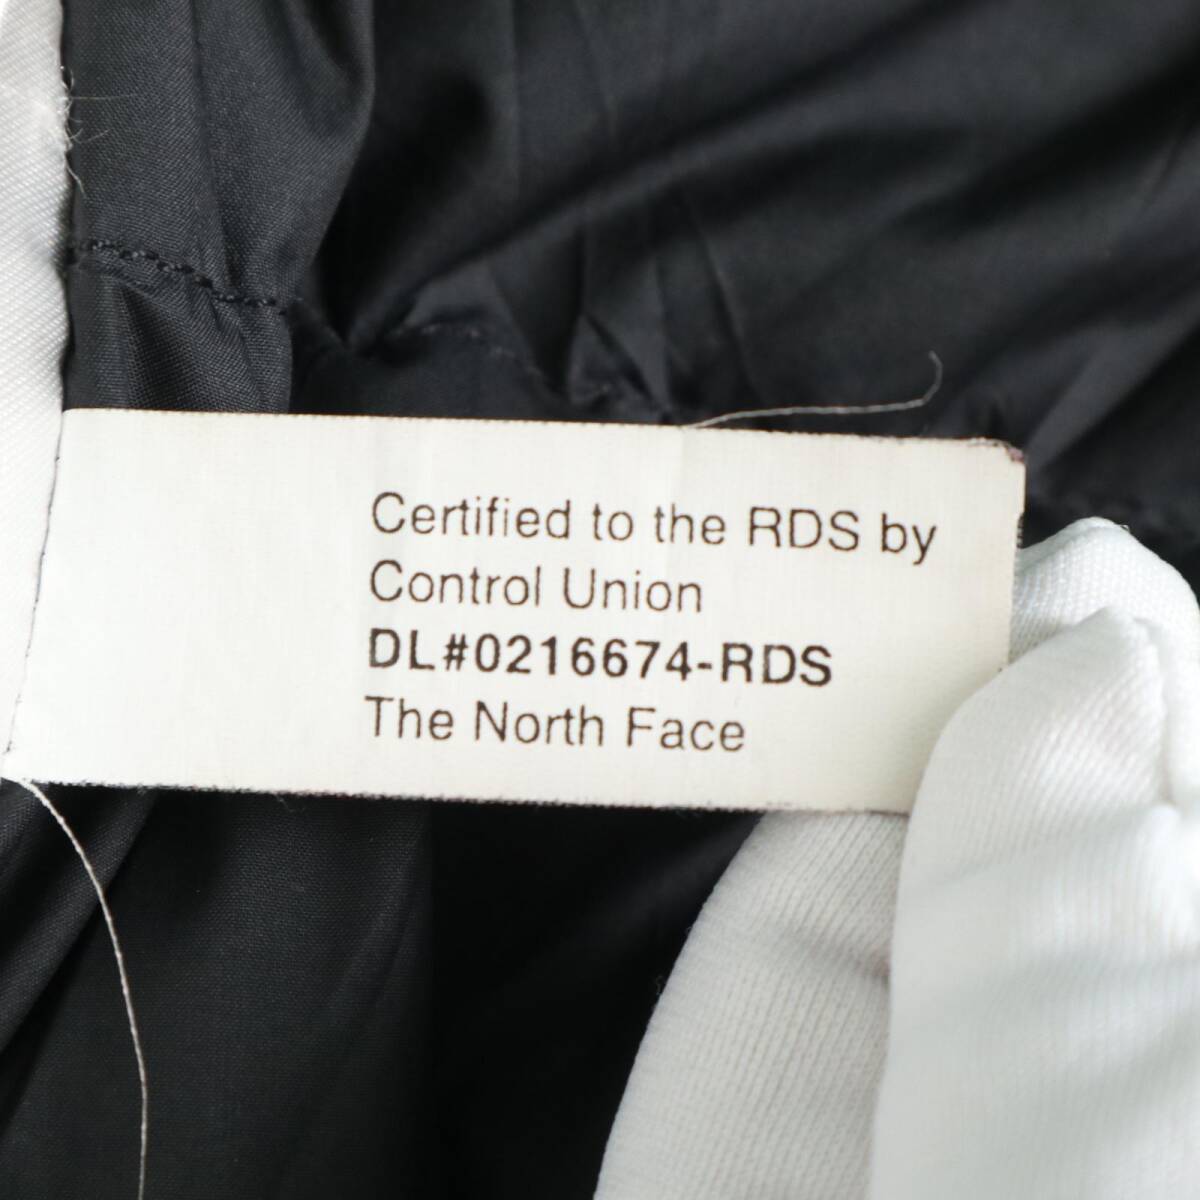 Certified to the RDS by
Control Union
DL#0216674-RDS
The North Face